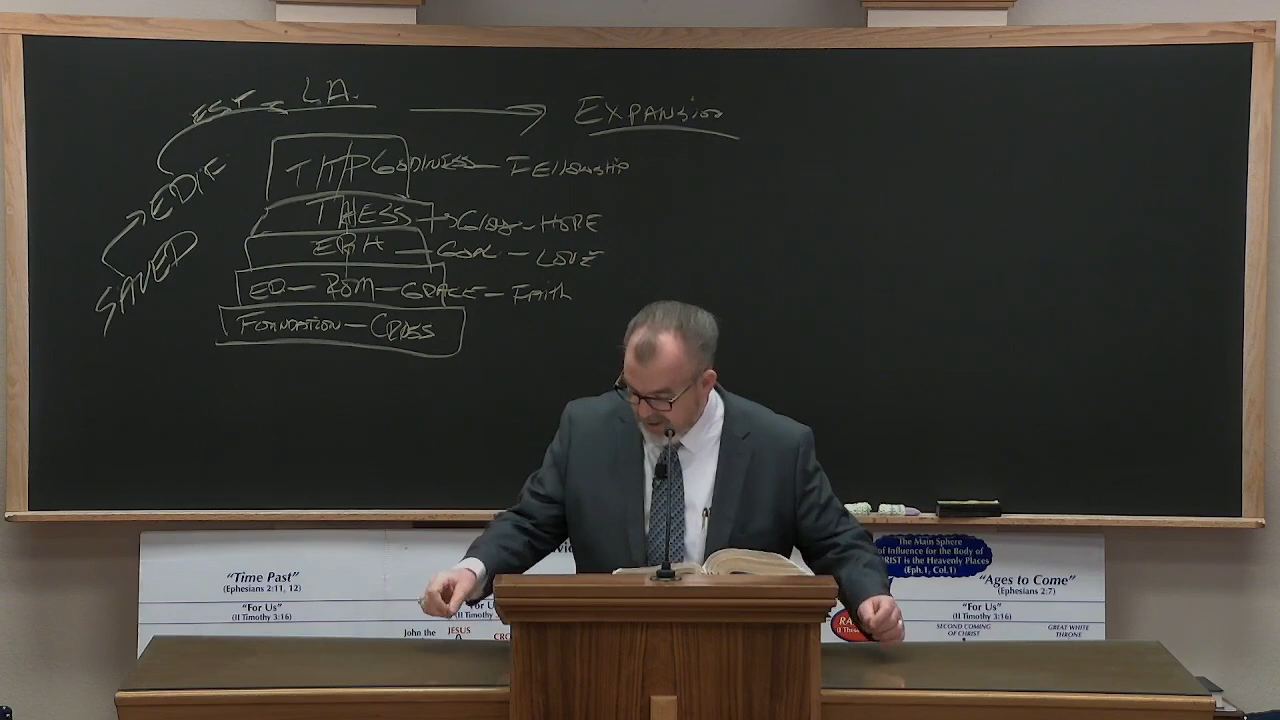 EST L.A. → EXPANSION
THP GODLINESS — FELLOWSHIP
EDIF
THESS → GLORY — HOPE
EPH — GOAL — LOVE
SAVED
ED — ROM — GRACE — FAITH
FOUNDATION — CROSS
The Main Sphere
of Influence for the Body of
CHRIST is the Heavenly Places
(Eph.1, Col.1)
"Time Past"
(Ephesians 2:11, 12)
"Ages to Come"
(Ephesians 2:7)
"For Us"
(II Timothy 3:16)
"For Us"
(II Timothy 3:16)
John the
JESUS
SECOND COMING
OF CHRIST
GREAT WHITE
THRONE